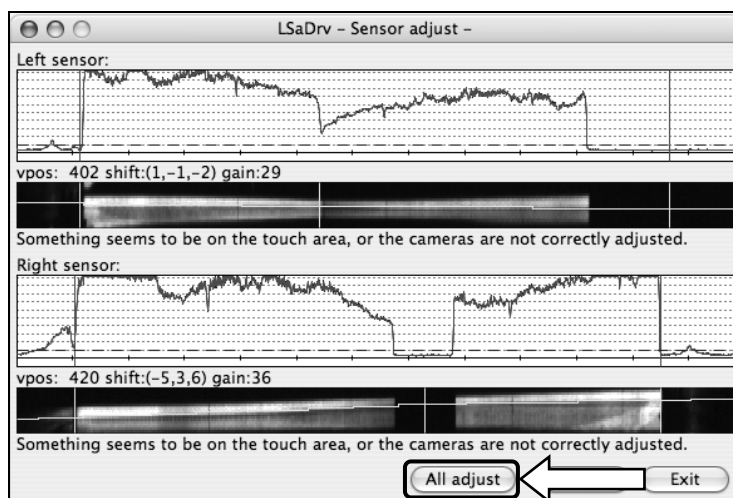 LSaDrv – Sensor adjust –
Left sensor:
vpos: 402 shift:(1,-1,-2) gain:29
Something seems to be on the touch area, or the cameras are not correctly adjusted.
Right sensor:
vpos: 420 shift:(-5,3,6) gain:36
Something seems to be on the touch area, or the cameras are not correctly adjusted.
All adjust Exit